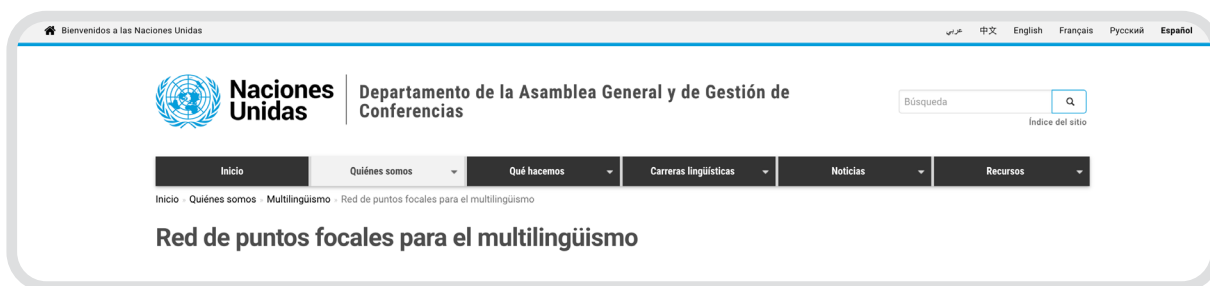 Bienvenidos a las Naciones Unidas
عربي 中文 English Français Русский Español
Naciones
Unidas
Departamento de la Asamblea General y de Gestión de
Conferencias
Búsqueda
Índice del sitio
Inicio Quiénes somos Qué hacemos Carreras lingüísticas Noticias Recursos
Inicio » Quiénes somos » Multilingüismo » Red de puntos focales para el multilingüismo
Red de puntos focales para el multilingüismo